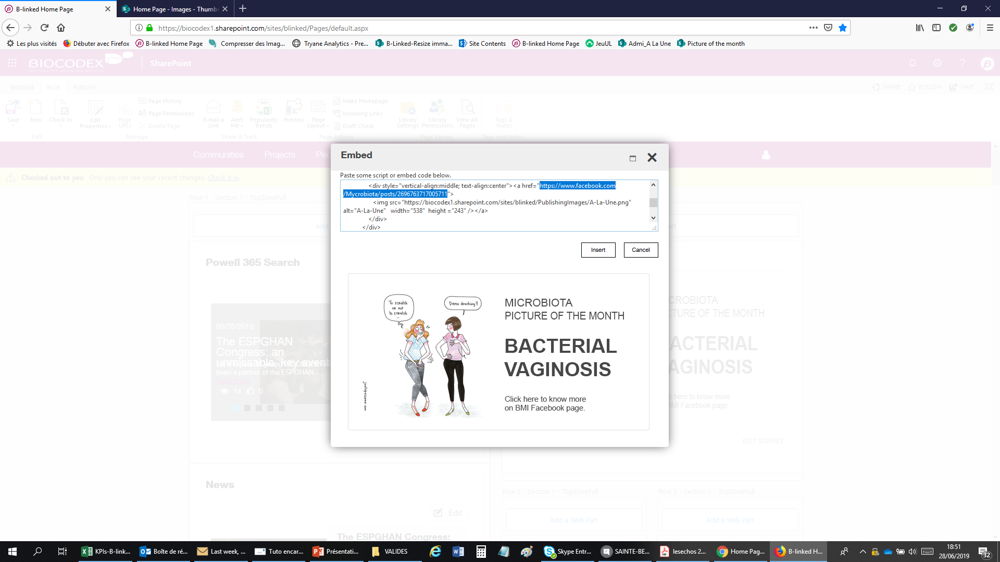 B-linked Home Page
Home Page - Images - Thumb
https://biocodex1.sharepoint.com/sites/blinked/Pages/default.aspx
Les plus visités
Débuter avec Firefox
B-linked Home Page
Compresser des Imag...
Tryane Analytics - Pre...
B-Linked-Resize imma...
Site Contents
B-linked Home Page
JeuUL
Admi_A La Une
Picture of the month
BIOCODEX
SharePoint
BROWSE
PAGE
PUBLISH
SHARE
FOLLOW
SAVE
Save
New
Check In
Edit Properties
Page URLs
Page History
Page Permissions
Delete Page
E-mail a Link
Alert Me
Popularity Trends
Preview
Page Layout
Make Homepage
Incoming Links
Draft Check
Library Settings
Library Permissions
View All Pages
Tags & Notes
Edit
Manage
Share & Track
Page Actions
Page Library
Tags and Notes
Communities
Projects
Checked out to you Only you can see your recent changes. Check it in.
Row 1 - Section 1 - TopZoneFull
Add
Embed
Paste some script or embed code below.
<div style="vertical-align:middle; text-align:center"><a href="https://www.facebook.com
/Mycrobiota/posts/2696763717005711">
<img src="https://biocodex1.sharepoint.com/sites/blinked/PublishingImages/A-La-Une.png"
alt="A-La-Une" width="538" height ="243" /></a>
</div>
</div>
Insert
Cancel
To scratch
or not
to scratch
...
Damn douching!!
MICROBIOTA
PICTURE OF THE MONTH
BACTERIAL
VAGINOSIS
Click here to know more
on BMI Facebook page.
Powell 365 Search
06/28/2019
The ESPGHAN
Congress: an
unmissable, key event
been a partner of the ESPGHAN...
Read more
14
0
EDIT SNIPPET
News
Edit
The ESPGHAN Congress:
Row 2 - Section 1 - TopZoneFull
Row 2 - Section 2 - TopZoneFull
Add a Web Part
Add a Web Part
KPIs-B-link...
Boîte de ré...
Last week, ...
Tuto encar...
Présentati...
VALIDES
Skype Entr...
SAINTE-BE...
lesechos 2...
Home Pag...
B-linked H...
18:51
28/06/2019
32